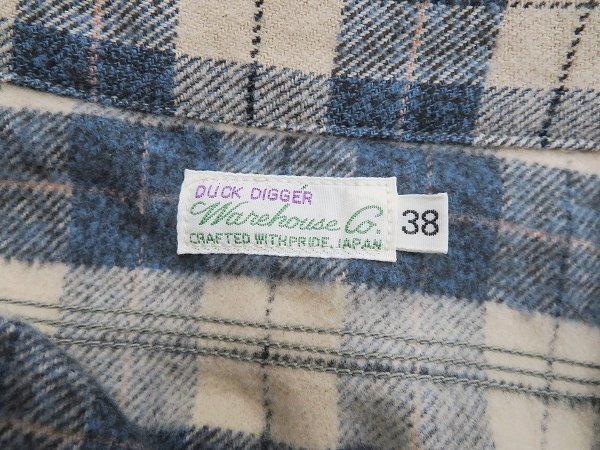 DUCK DIGGER
Warehouse Co.
CRAFTED WITH PRIDE, JAPAN
38